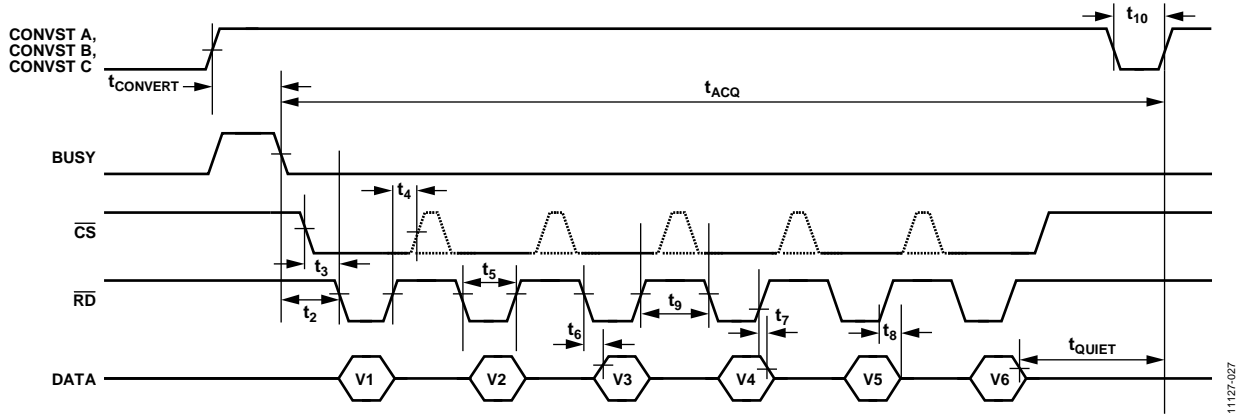 CONVST A,
CONVST B,
CONVST C
t10
tCONVERT
tACQ
BUSY
t4
CS
t3
t5
RD
t2
t9
t6
t7
t8
tQUIET
DATA
V1
V2
V3
V4
V5
V6
11127-027